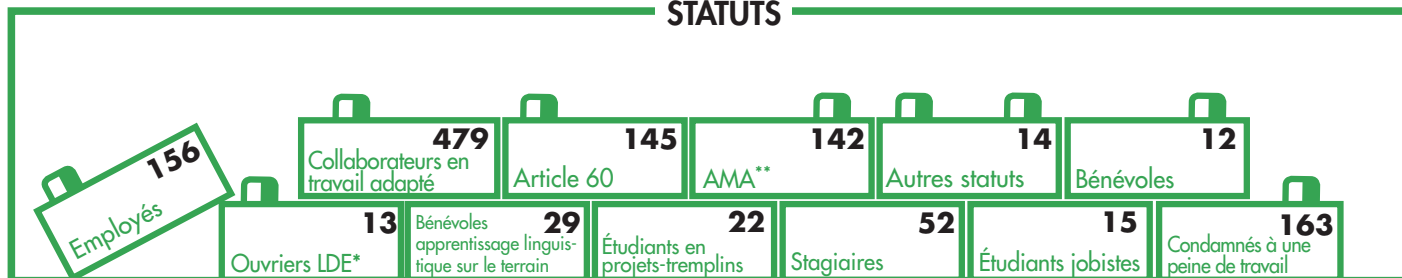 STATUTS
156
Employés
479
Collaborateurs en
travail adapté
145
Article 60
142
AMA**
14
Autres statuts
12
Bénévoles
13
Ouvriers LDE*
29
Bénévoles
apprentissage linguis-
tique sur le terrain
22
Étudiants en
projets-tremplins
52
Stagiaires
15
Étudiants jobistes
163
Condamnés à une
peine de travail